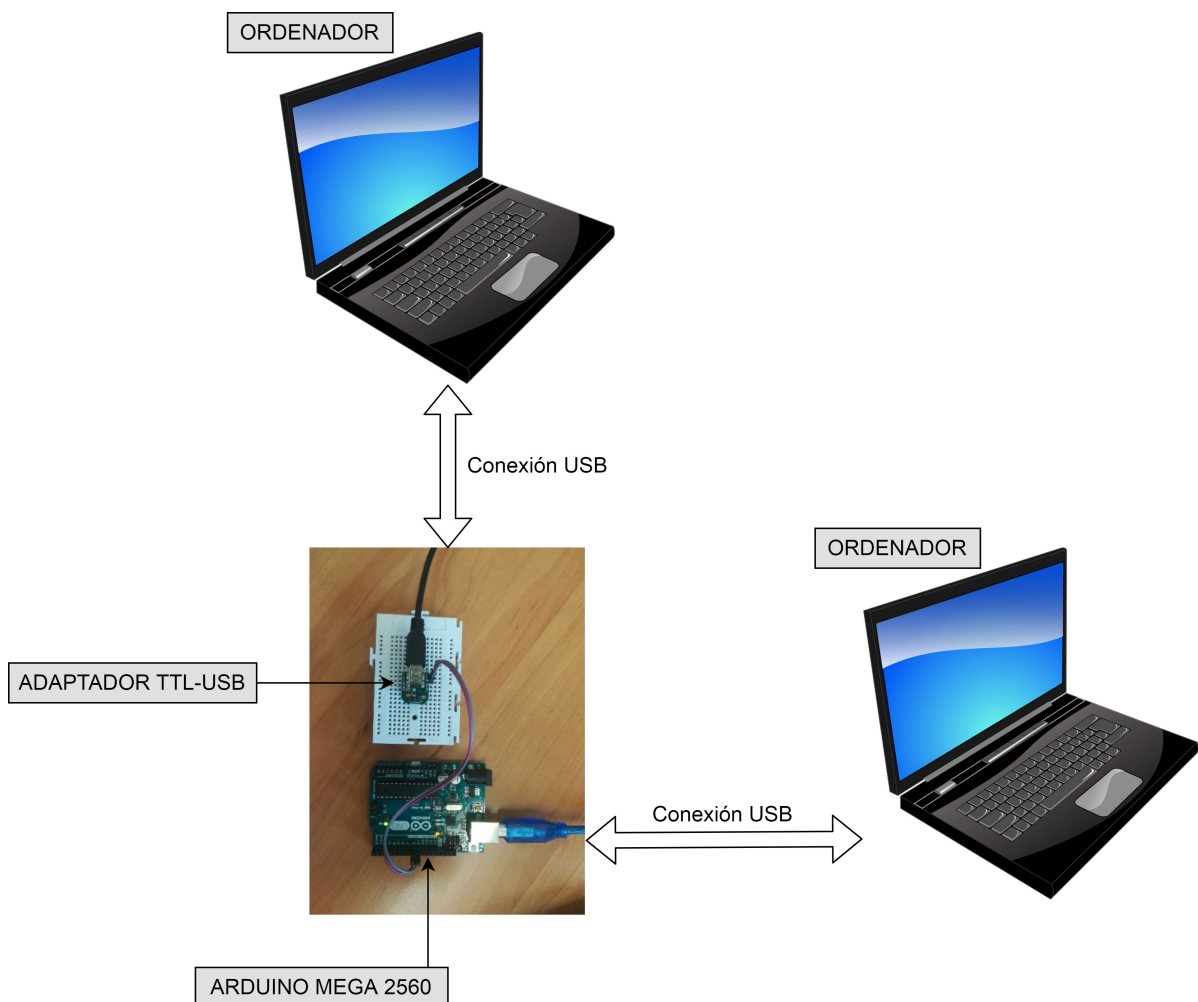 ORDENADOR
Conexión USB
ORDENADOR
ADAPTADOR TTL-USB
Conexión USB
ARDUINO MEGA 2560